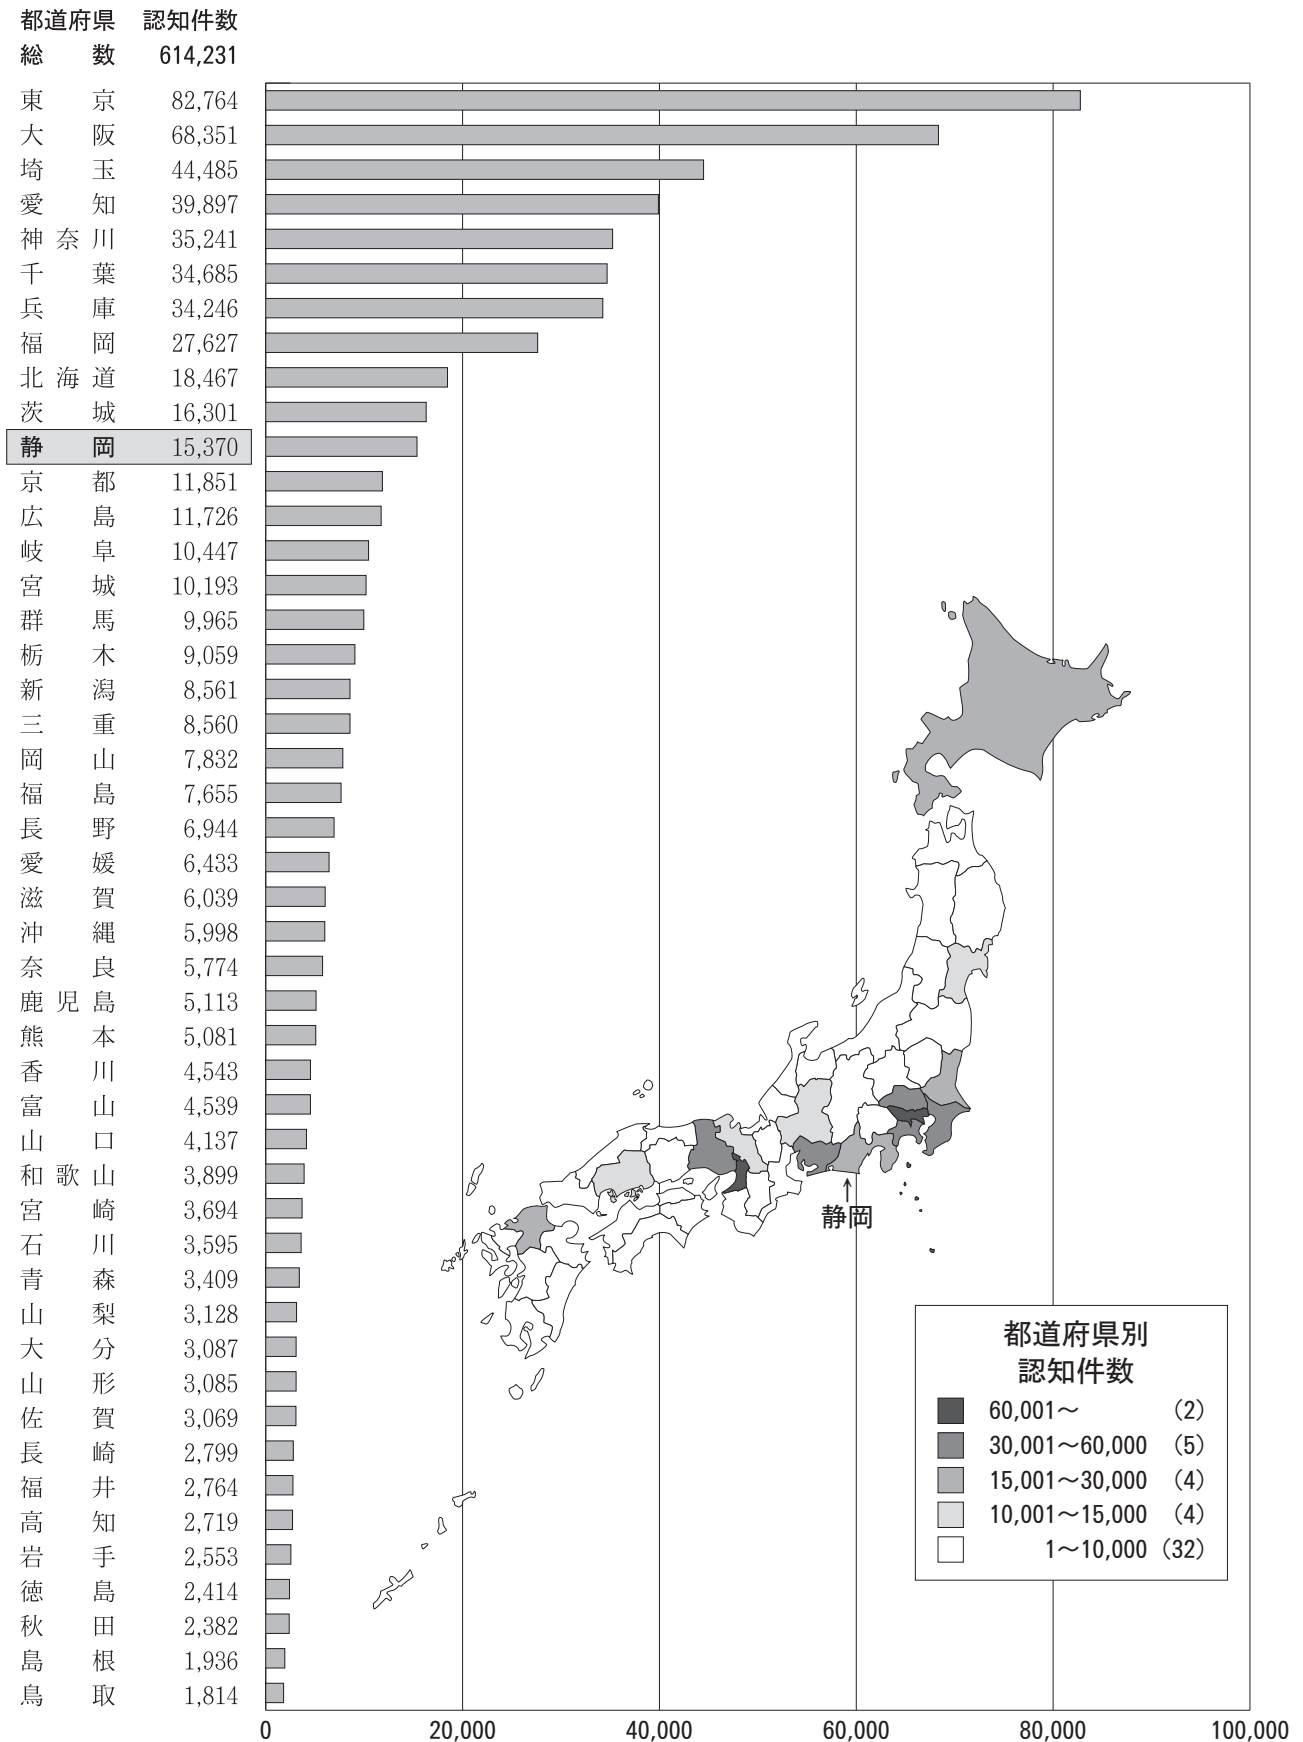 都道府県 認知件数
総数 614,231
東京 82,764
大阪 68,351
埼玉 44,485
愛知 39,897
神奈川 35,241
千葉 34,685
兵庫 34,246
福岡 27,627
北海道 18,467
茨城 16,301
静岡 15,370
京都 11,851
広島 11,726
岐阜 10,447
宮城 10,193
群馬 9,965
栃木 9,059
新潟 8,561
三重 8,560
岡山 7,832
福島 7,655
長野 6,944
愛媛 6,433
滋賀 6,039
沖縄 5,998
奈良 5,774
鹿児島 5,113
熊本 5,081
香川 4,543
富山 4,539
山口 4,137
和歌山 3,899
宮崎 3,694
石川 3,595
青森 3,409
山梨 3,128
大分 3,087
山形 3,085
佐賀 3,069
長崎 2,799
福井 2,764
高知 2,719
岩手 2,553
徳島 2,414
秋田 2,382
島根 1,936
鳥取 1,814
0 20,000 40,000 60,000 80,000 100,000
静岡
都道府県別
認知件数
60,001～ （2）
30,001～60,000 （5）
15,001～30,000 （4）
10,001～15,000 （4）
1～10,000（32）